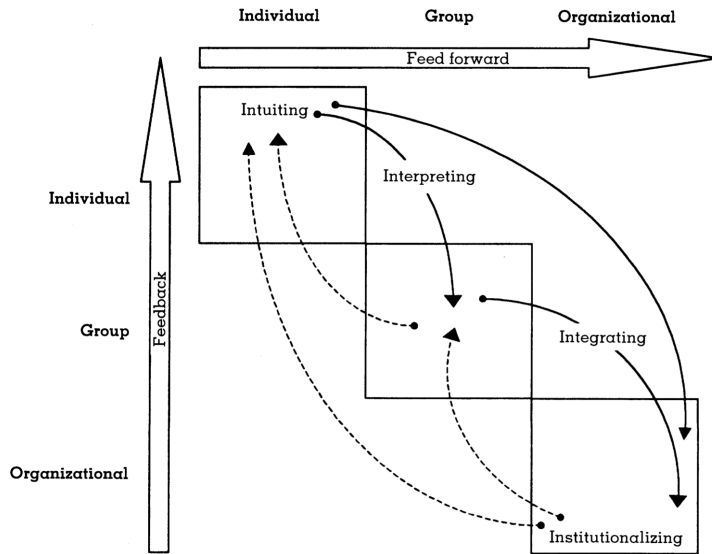 Individual Group Organizational
Feed forward
Intuiting
Interpreting
Individual
Group
Feedback
Integrating
Organizational
Institutionalizing